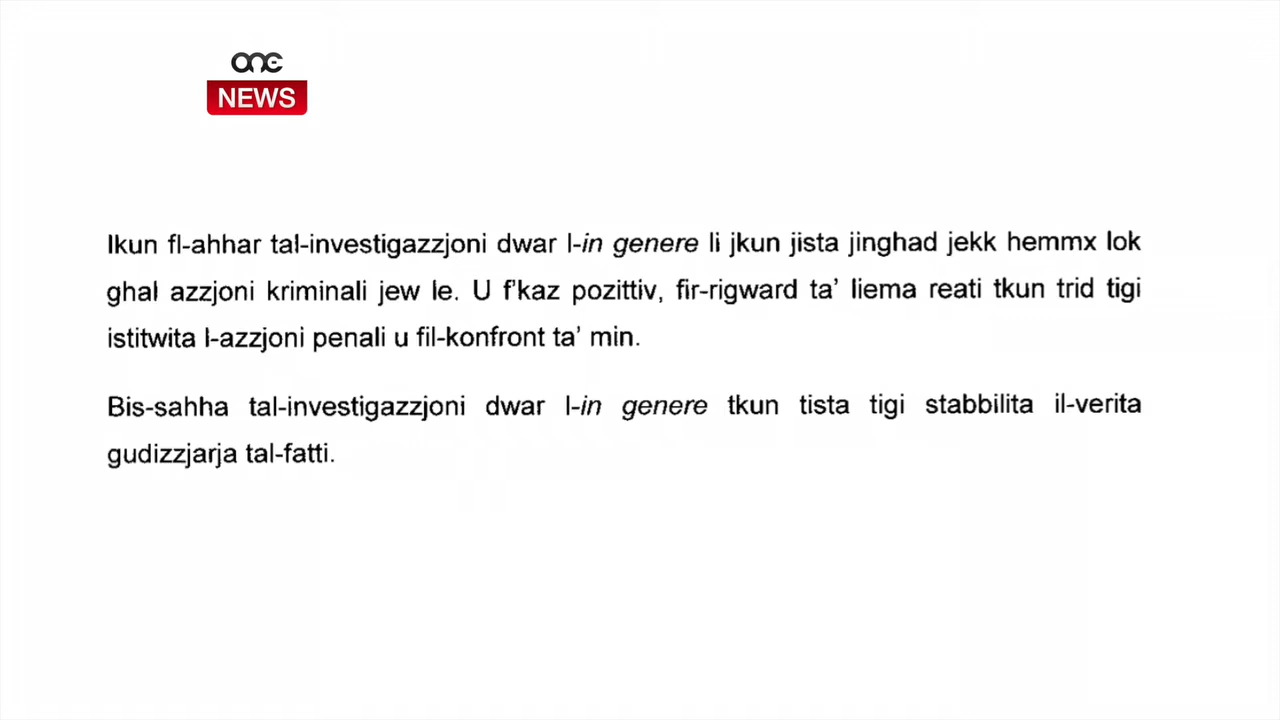 one
NEWS
Ikun fl-ahhar tal-investigazzjoni dwar l-in genere li jkun jista jinghad jekk hemmx lok
ghal azzjoni kriminali jew le. U f'kaz pozittiv, fir-rigward ta' liema reati tkun trid tigi
istitwita l-azzjoni penali u fil-konfront ta' min.
Bis-sahha tal-investigazzjoni dwar l-in genere tkun tista tigi stabbilita il-verita
gudizzjarja tal-fatti.